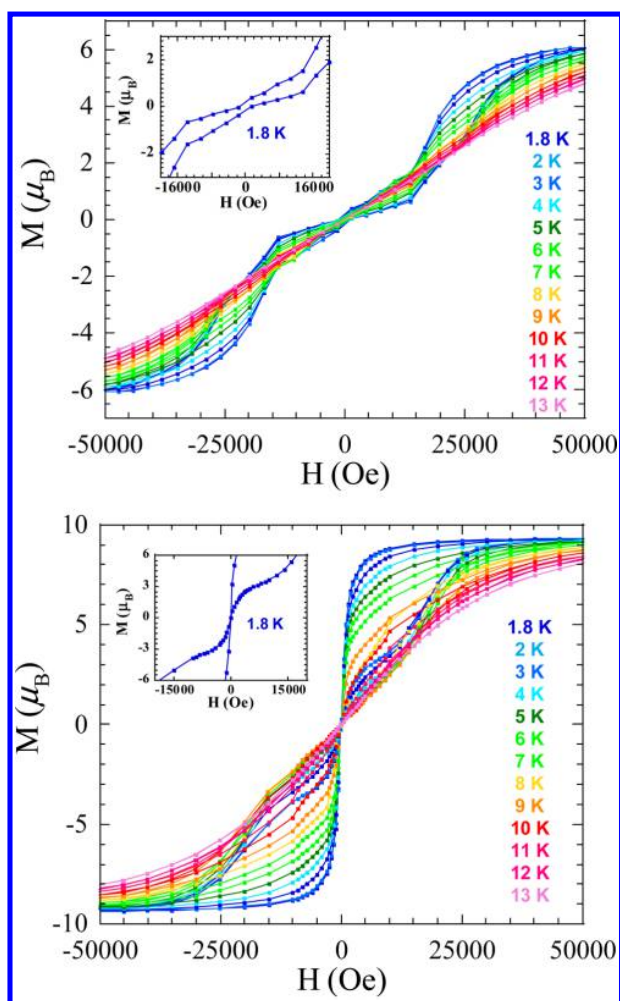 6
4
2
0
-2
-4
-6
M (μB)
2
0
-2
M (μB)
1.8 K
-16000 0 16000
H (Oe)
1.8 K
2 K
3 K
4 K
5 K
6 K
7 K
8 K
9 K
10 K
11 K
12 K
13 K
-50000 -25000 0 25000 50000
H (Oe)
10
5
0
-5
-10
M (μB)
6
3
0
-3
-6
M (μB)
1.8 K
-15000 0 15000
H (Oe)
1.8 K
2 K
3 K
4 K
5 K
6 K
7 K
8 K
9 K
10 K
11 K
12 K
13 K
-50000 -25000 0 25000 50000
H (Oe)